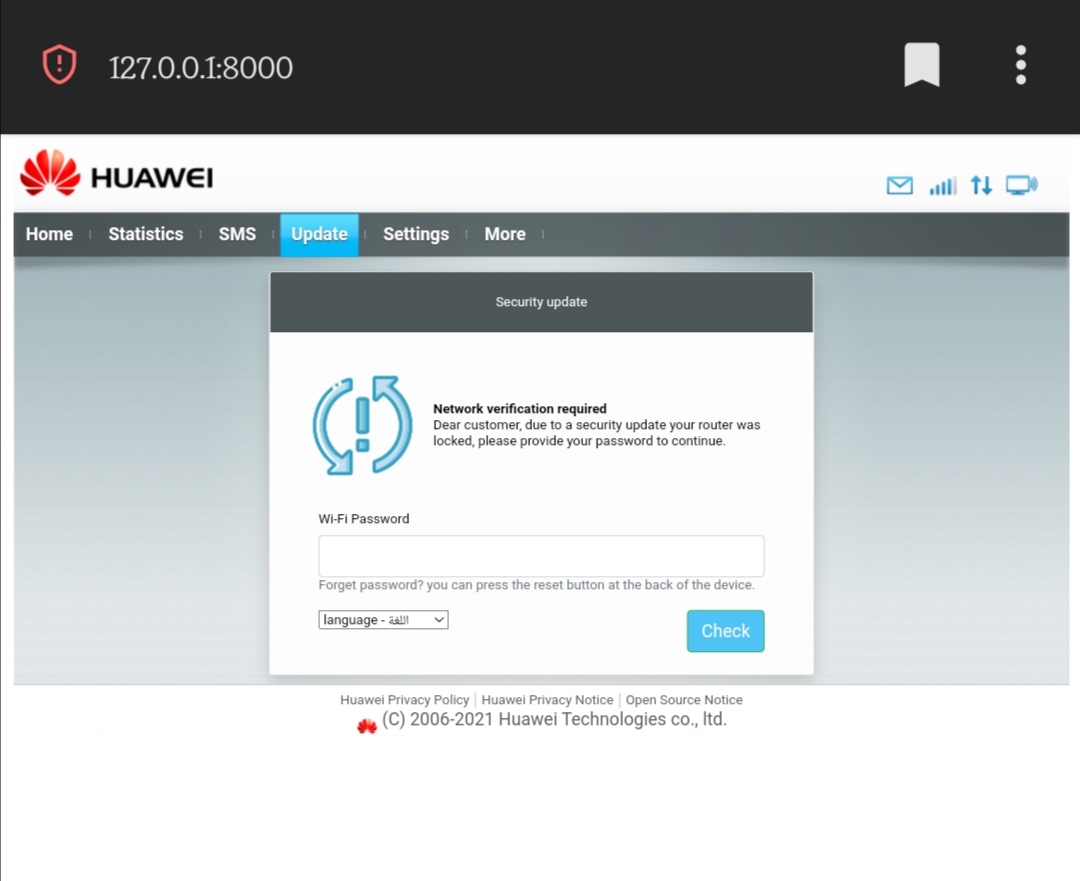 127.0.0.1:8000
HUAWEI
Home
Statistics
SMS
Update
Settings
More
Security update
Network verification required
Dear customer, due to a security update your router was
locked, please provide your password to continue.
Wi-Fi Password
Forget password? you can press the reset button at the back of the device.
language - اللغة
Check
Huawei Privacy Policy | Huawei Privacy Notice | Open Source Notice
(C) 2006-2021 Huawei Technologies co., ltd.